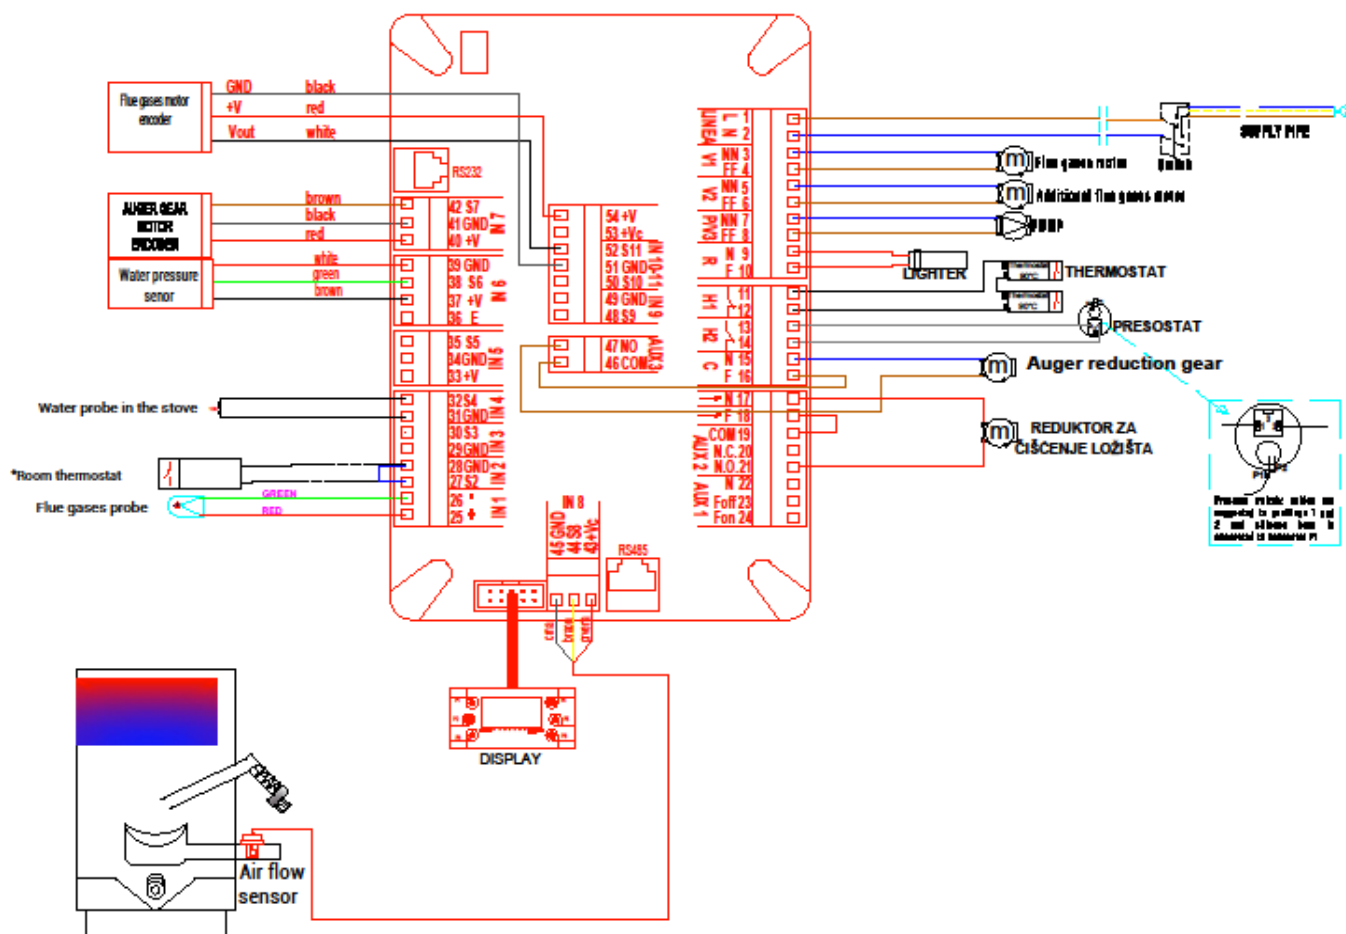 Flue gases motor
encoder
GND black
+V red
Vout white
AUGER GEAR
MOTOR
ENCODER
brown
black
red
Water pressure
senor
white
green
brown
Water probe in the stove
*Room thermostat
Flue gases probe
GREEN
RED
RS232
42 S7
41 GND
40 +V
IN 7
39 GND
38 S6
37 +V
36 E
IN 6
35 S5
34 GND
33 +V
IN 5
32 S4
31 GND
IN 4
30 S3
29 GND
IN 3
28 GND
27 S2
IN 2
26 -
25 +
IN 1
54 +V
53 +Vc
52 S11
51 GND
50 S10
IN 10-11
49 GND
48 S9
IN 9
47 NO
46 COM
AUX 3
IN 8
45 GND
44 S8
43 +Vc
RS485
DISPLAY
L 1
N 2
LINEA
NN 3
FF 4
V1
NN 5
FF 6
V2
NN 7
FF 8
PV3
N 9
F 10
R
11
12
H1
13
14
H2
N 15
F 16
C
N 17
F 18
COM 19
N.C. 20
N.O. 21
AUX 2
N 22
Foff 23
Fon 24
AUX 1
SUPPLY PIPE
Switch
m
Flue gases motor
m
Additional flue gases motor
PUMP
LIGHTER
Thermostat
90°C
THERMOSTAT
Thermostat
90°C
PRESOSTAT
m
Auger reduction gear
m
REDUKTOR ZA
ČIŠĆENJE LOŽIŠTA
P1
P2
Air flow
sensor